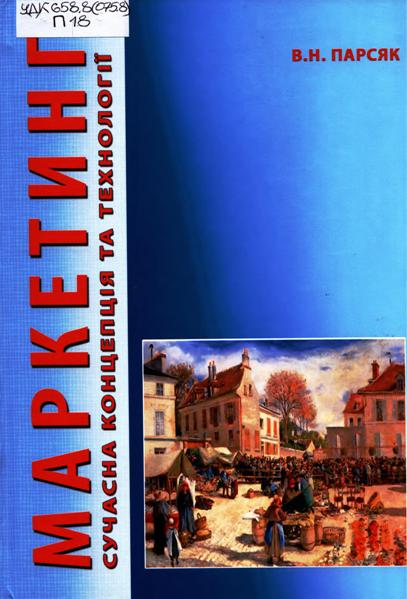 УДК 658,8(075.8)
П 18
В.Н. ПАРСЯК
МАРКЕТИНГ
СУЧАСНА КОНЦЕПЦІЯ ТА ТЕХНОЛОГІЇ